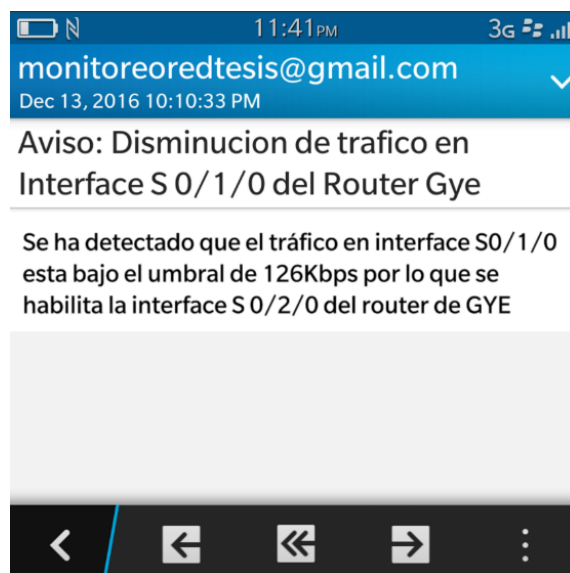 11:41PM
3G
monitoreoredtesis@gmail.com
Dec 13, 2016 10:10:33 PM
Aviso: Disminucion de trafico en
Interface S 0/1/0 del Router Gye
Se ha detectado que el tráfico en interface S0/1/0
esta bajo el umbral de 126Kbps por lo que se
habilita la interface S 0/2/0 del router de GYE